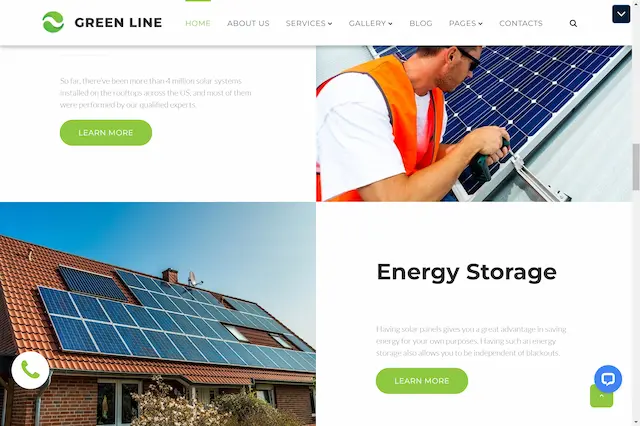 GREEN LINE
HOME ABOUT US SERVICES GALLERY BLOG PAGES CONTACTS
So far, there've been more than 4 million solar systems
installed on the rooftops across the US, and most of them
were performed by our qualified experts.
LEARN MORE
Energy Storage
Having solar panels gives you a great advantage in saving
energy for your own purposes. Having such an energy
storage also allows you to be independent of blackouts.
LEARN MORE